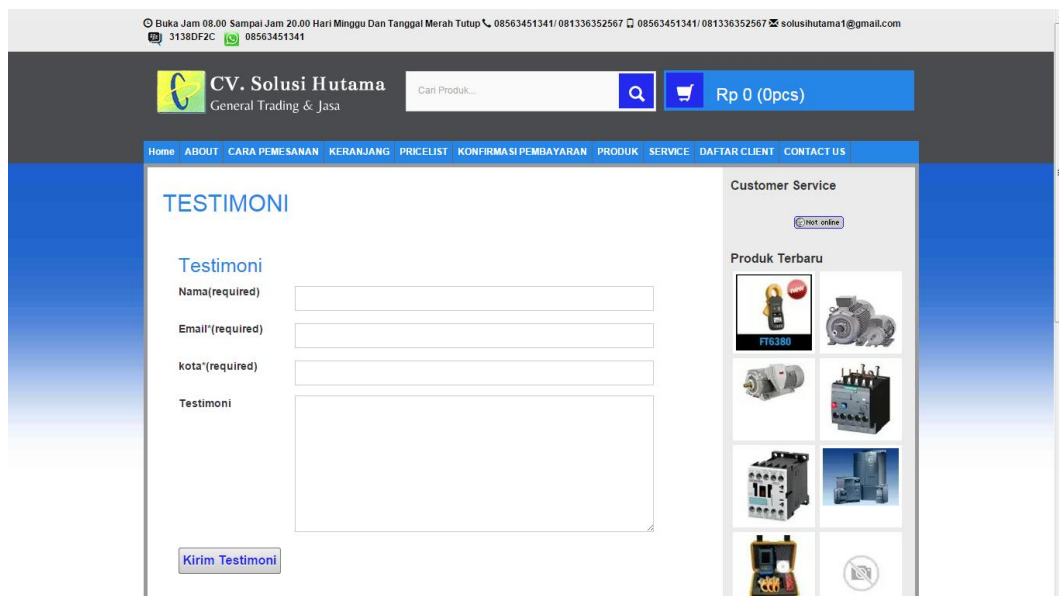 Buka Jam 08.00 Sampai Jam 20.00 Hari Minggu Dan Tanggal Merah Tutup 08563451341/ 081336352567 08563451341/ 081336352567 solusihutama1@gmail.com
3138DF2C 08563451341
CV. Solusi Hutama
General Trading & Jasa
Cari Produk...
Rp 0 (0pcs)
Home ABOUT CARA PEMESANAN KERANJANG PRICELIST KONFIRMASI PEMBAYARAN PRODUK SERVICE DAFTAR CLIENT CONTACT US
TESTIMONI
Testimoni
Nama(required)
Email*(required)
kota*(required)
Testimoni
Kirim Testimoni
Customer Service
Not online
Produk Terbaru
new
FT6380